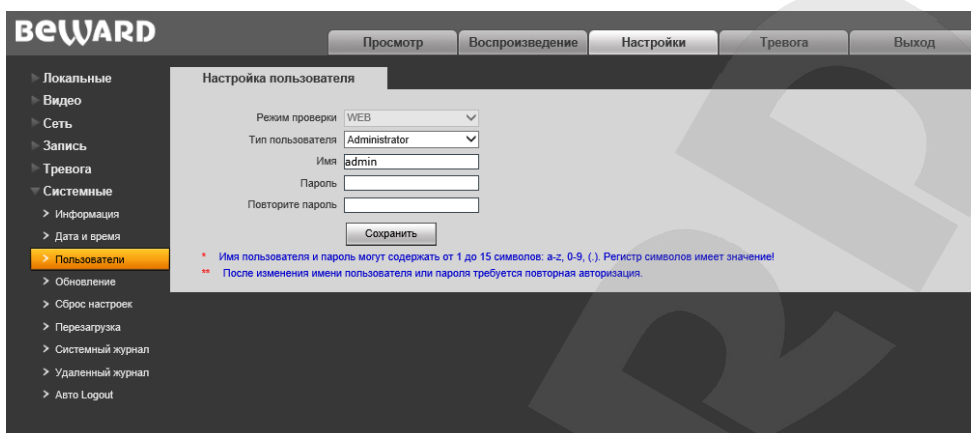 BEWARD
Просмотр
Воспроизведение
Настройки
Тревога
Выход
Локальные
Видео
Сеть
Запись
Тревога
Системные
Информация
Дата и время
Пользователи
Обновление
Сброс настроек
Перезагрузка
Системный журнал
Удаленный журнал
Авто Logout
Настройка пользователя
Режим проверки WEB
Тип пользователя Administrator
Имя admin
Пароль
Повторите пароль
Сохранить
* Имя пользователя и пароль могут содержать от 1 до 15 символов: a-z, 0-9, (.). Регистр символов имеет значение!
** После изменения имени пользователя или пароля требуется повторная авторизация.